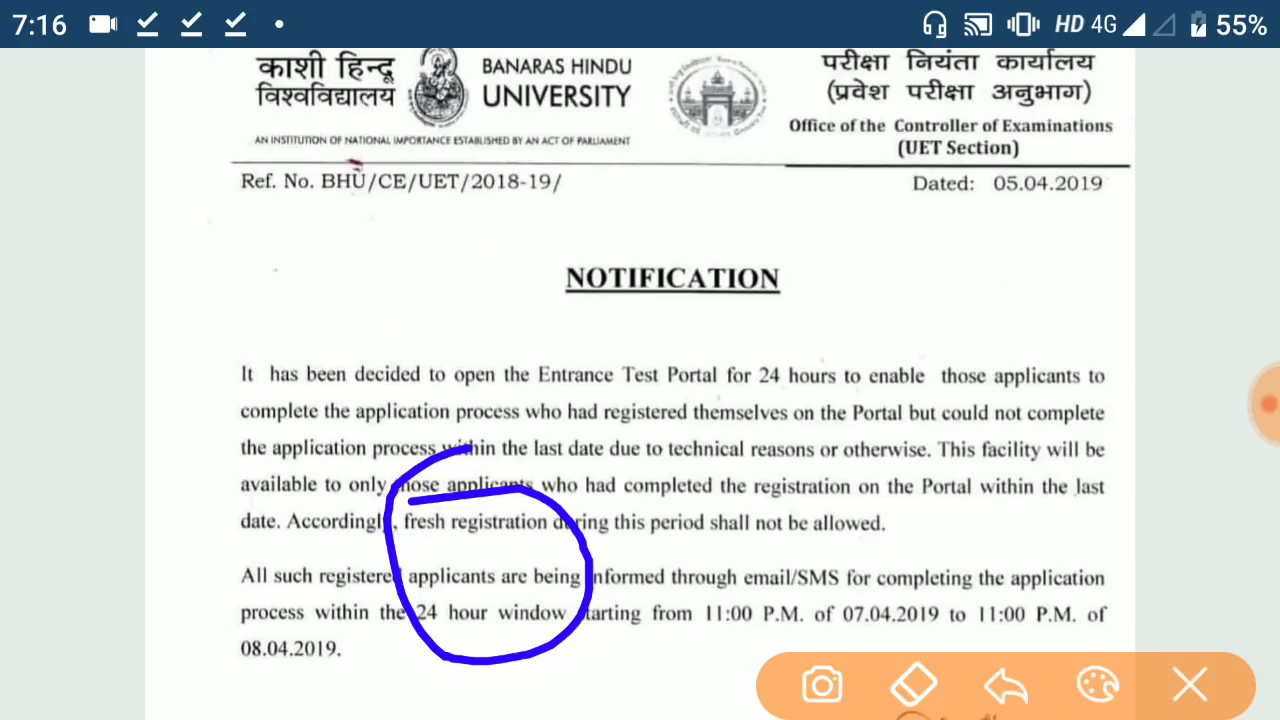 7:16 HD 4G 55%
काशी हिन्दू विश्वविद्यालय
BANARAS HINDU UNIVERSITY
AN INSTITUTION OF NATIONAL IMPORTANCE ESTABLISHED BY AN ACT OF PARLIAMENT
परीक्षा नियंता कार्यालय
(प्रवेश परीक्षा अनुभाग)
Office of the Controller of Examinations
(UET Section)
Ref. No. BHU/CE/UET/2018-19/ Dated: 05.04.2019
NOTIFICATION
It has been decided to open the Entrance Test Portal for 24 hours to enable those applicants to
complete the application process who had registered themselves on the Portal but could not complete
the application process within the last date due to technical reasons or otherwise. This facility will be
available to only those applicants who had completed the registration on the Portal within the last
date. Accordingly, fresh registration during this period shall not be allowed.
All such registered applicants are being informed through email/SMS for completing the application
process within the 24 hour window starting from 11:00 P.M. of 07.04.2019 to 11:00 P.M. of
08.04.2019.